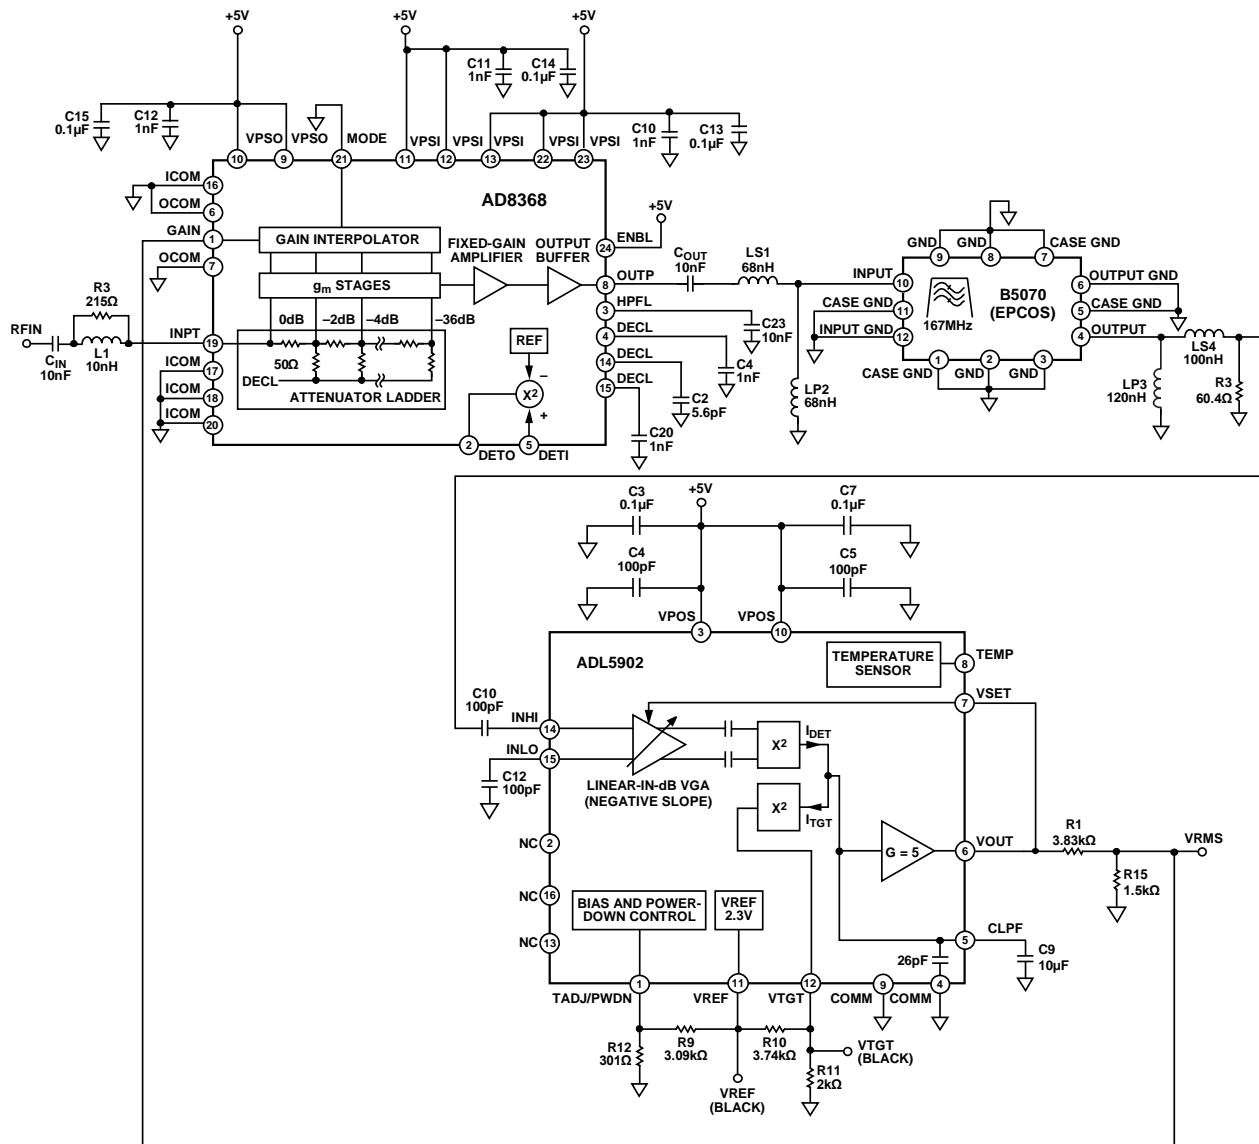 +5V
+5V
+5V
C11
1nF
C14
0.1µF
C15
0.1µF
C12
1nF
C10
1nF
C13
0.1µF
VPSO
VPSO
MODE
VPSI
VPSI
VPSI
VPSI
VPSI
10
9
21
11
12
13
22
23
ICOM
16
OCOM
6
GAIN
1
OCOM
7
AD8368
GAIN INTERPOLATOR
gm STAGES
FIXED-GAIN
AMPLIFIER
OUTPUT
BUFFER
+5V
24
ENBL
8
OUTP
3
HPFL
4
DECL
14
DECL
15
DECL
COUT
10nF
LS1
68nH
C23
10nF
C4
1nF
C2
5.6pF
C20
1nF
LP2
68nH
R3
215Ω
RFIN
CIN
10nF
L1
10nH
INPT
19
ICOM
17
ICOM
18
ICOM
20
0dB
–2dB
–4dB
–36dB
50Ω
DECL
ATTENUATOR LADDER
REF
–
X2
+
2
5
DETO
DETI
GND
GND
CASE GND
9
8
7
INPUT
10
CASE GND
11
INPUT GND
12
167MHz
B5070
(EPCOS)
6
OUTPUT GND
5
CASE GND
4
OUTPUT
1
2
3
CASE GND
GND
GND
LS4
100nH
LP3
120nH
R3
60.4Ω
C3
0.1µF
+5V
C7
0.1µF
C4
100pF
C5
100pF
VPOS
VPOS
3
10
ADL5902
TEMPERATURE
SENSOR
8
TEMP
7
VSET
C10
100pF
INHI
14
INLO
15
C12
100pF
LINEAR-IN-dB VGA
(NEGATIVE SLOPE)
X2
IDET
X2
ITGT
G = 5
6
VOUT
R1
3.83kΩ
VRMS
R15
1.5kΩ
NC
2
NC
16
NC
13
BIAS AND POWER-
DOWN CONTROL
VREF
2.3V
26pF
5
CLPF
C9
10µF
1
11
12
9
4
TADJ/PWDN
VREF
VTGT
COMM
COMM
R12
301Ω
R9
3.09kΩ
R10
3.74kΩ
VTGT
(BLACK)
R11
2kΩ
VREF
(BLACK)